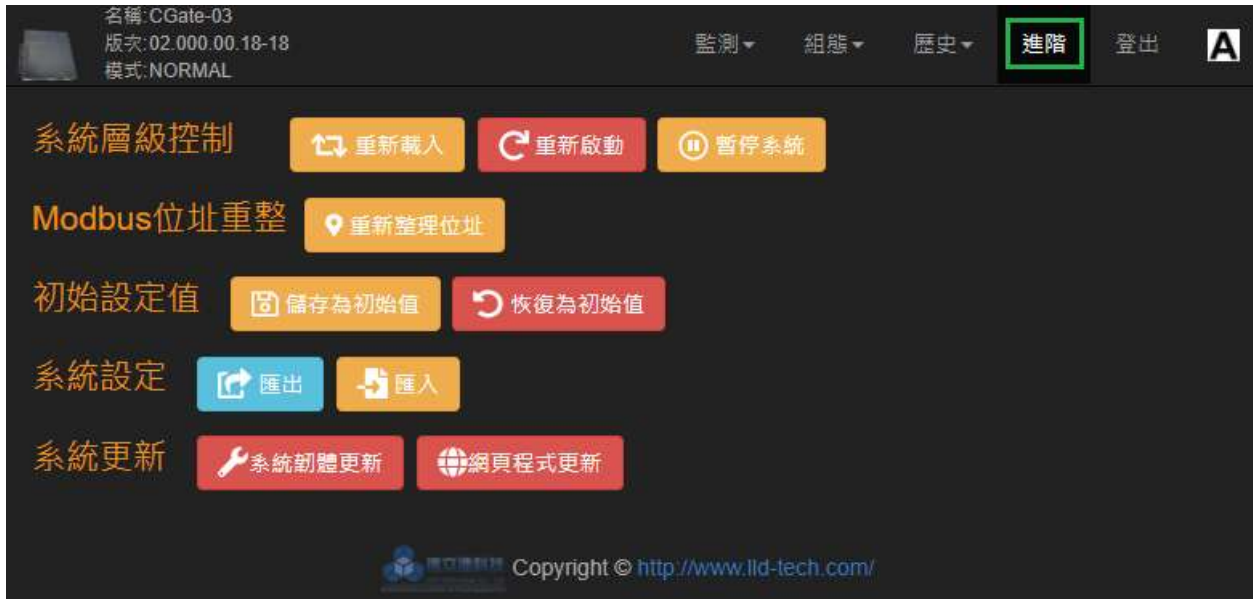 名稱:CGate-03
版次:02.000.00.18-18
模式:NORMAL
監測 組態 歷史 進階 登出 A
系統層級控制 重新載入 重新啟動 暫停系統
Modbus位址重整 重新整理位址
初始設定值 儲存為初始值 恢復為初始值
系統設定 匯出 匯入
系統更新 系統韌體更新 網頁程式更新
Copyright © http://www.lld-tech.com/